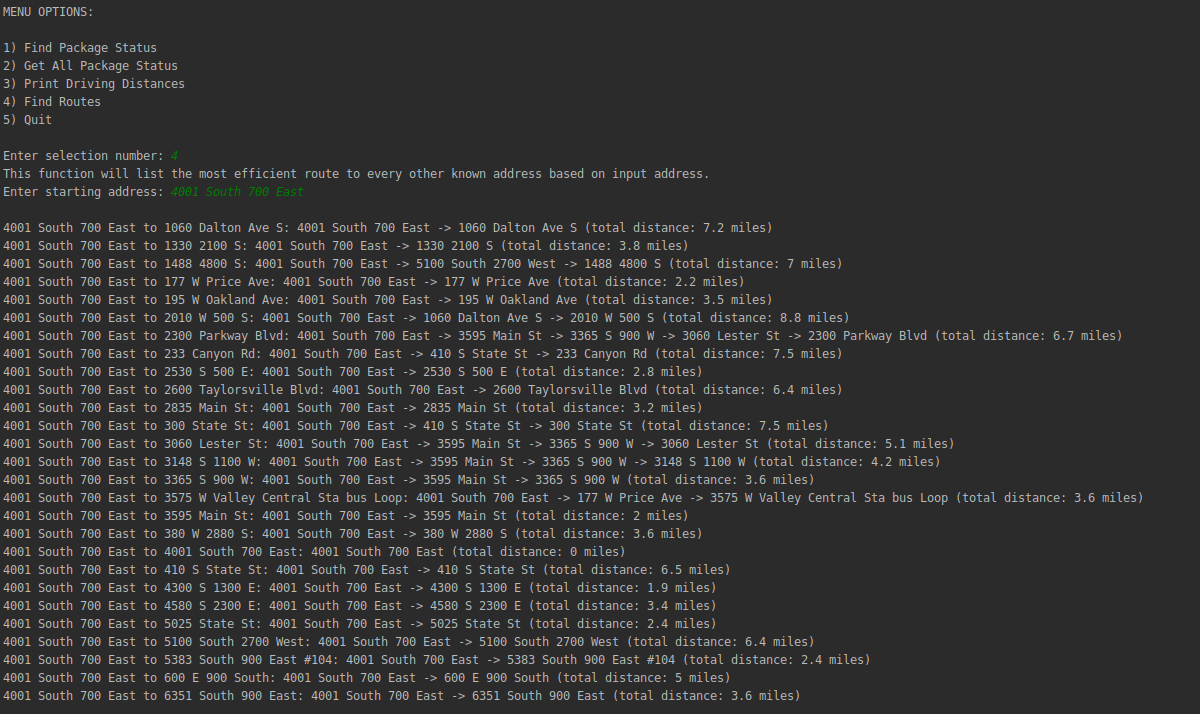 MENU OPTIONS:
1) Find Package Status
2) Get All Package Status
3) Print Driving Distances
4) Find Routes
5) Quit
Enter selection number: 4
This function will list the most efficient route to every other known address based on input address.
Enter starting address: 4001 South 700 East
4001 South 700 East to 1060 Dalton Ave S: 4001 South 700 East -> 1060 Dalton Ave S (total distance: 7.2 miles)
4001 South 700 East to 1330 2100 S: 4001 South 700 East -> 1330 2100 S (total distance: 3.8 miles)
4001 South 700 East to 1488 4800 S: 4001 South 700 East -> 5100 South 2700 West -> 1488 4800 S (total distance: 7 miles)
4001 South 700 East to 177 W Price Ave: 4001 South 700 East -> 177 W Price Ave (total distance: 2.2 miles)
4001 South 700 East to 195 W Oakland Ave: 4001 South 700 East -> 195 W Oakland Ave (total distance: 3.5 miles)
4001 South 700 East to 2010 W 500 S: 4001 South 700 East -> 1060 Dalton Ave S -> 2010 W 500 S (total distance: 8.8 miles)
4001 South 700 East to 2300 Parkway Blvd: 4001 South 700 East -> 3595 Main St -> 3365 S 900 W -> 3060 Lester St -> 2300 Parkway Blvd (total distance: 6.7 miles)
4001 South 700 East to 233 Canyon Rd: 4001 South 700 East -> 410 S State St -> 233 Canyon Rd (total distance: 7.5 miles)
4001 South 700 East to 2530 S 500 E: 4001 South 700 East -> 2530 S 500 E (total distance: 2.8 miles)
4001 South 700 East to 2600 Taylorsville Blvd: 4001 South 700 East -> 2600 Taylorsville Blvd (total distance: 6.4 miles)
4001 South 700 East to 2835 Main St: 4001 South 700 East -> 2835 Main St (total distance: 3.2 miles)
4001 South 700 East to 300 State St: 4001 South 700 East -> 410 S State St -> 300 State St (total distance: 7.5 miles)
4001 South 700 East to 3060 Lester St: 4001 South 700 East -> 3595 Main St -> 3365 S 900 W -> 3060 Lester St (total distance: 5.1 miles)
4001 South 700 East to 3148 S 1100 W: 4001 South 700 East -> 3595 Main St -> 3365 S 900 W -> 3148 S 1100 W (total distance: 4.2 miles)
4001 South 700 East to 3365 S 900 W: 4001 South 700 East -> 3595 Main St -> 3365 S 900 W (total distance: 3.6 miles)
4001 South 700 East to 3575 W Valley Central Sta bus Loop: 4001 South 700 East -> 177 W Price Ave -> 3575 W Valley Central Sta bus Loop (total distance: 3.6 miles)
4001 South 700 East to 3595 Main St: 4001 South 700 East -> 3595 Main St (total distance: 2 miles)
4001 South 700 East to 380 W 2880 S: 4001 South 700 East -> 380 W 2880 S (total distance: 3.6 miles)
4001 South 700 East to 4001 South 700 East: 4001 South 700 East (total distance: 0 miles)
4001 South 700 East to 410 S State St: 4001 South 700 East -> 410 S State St (total distance: 6.5 miles)
4001 South 700 East to 4300 S 1300 E: 4001 South 700 East -> 4300 S 1300 E (total distance: 1.9 miles)
4001 South 700 East to 4580 S 2300 E: 4001 South 700 East -> 4580 S 2300 E (total distance: 3.4 miles)
4001 South 700 East to 5025 State St: 4001 South 700 East -> 5025 State St (total distance: 2.4 miles)
4001 South 700 East to 5100 South 2700 West: 4001 South 700 East -> 5100 South 2700 West (total distance: 6.4 miles)
4001 South 700 East to 5383 South 900 East #104: 4001 South 700 East -> 5383 South 900 East #104 (total distance: 2.4 miles)
4001 South 700 East to 600 E 900 South: 4001 South 700 East -> 600 E 900 South (total distance: 5 miles)
4001 South 700 East to 6351 South 900 East: 4001 South 700 East -> 6351 South 900 East (total distance: 3.6 miles)